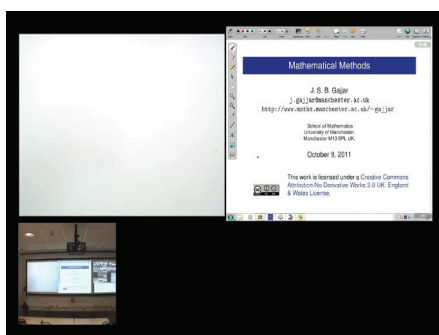 Mathematical Methods
J. S. B. Gajjar
j.gajjar@manchester.ac.uk
http://www.maths.manchester.ac.uk/~gajjar
School of Mathematics
University of Manchester
Manchester M13 9PL UK.
October 9, 2011
This work is licensed under a Creative Commons
Attribution-No Derivative Works 2.0 UK: England
& Wales License.